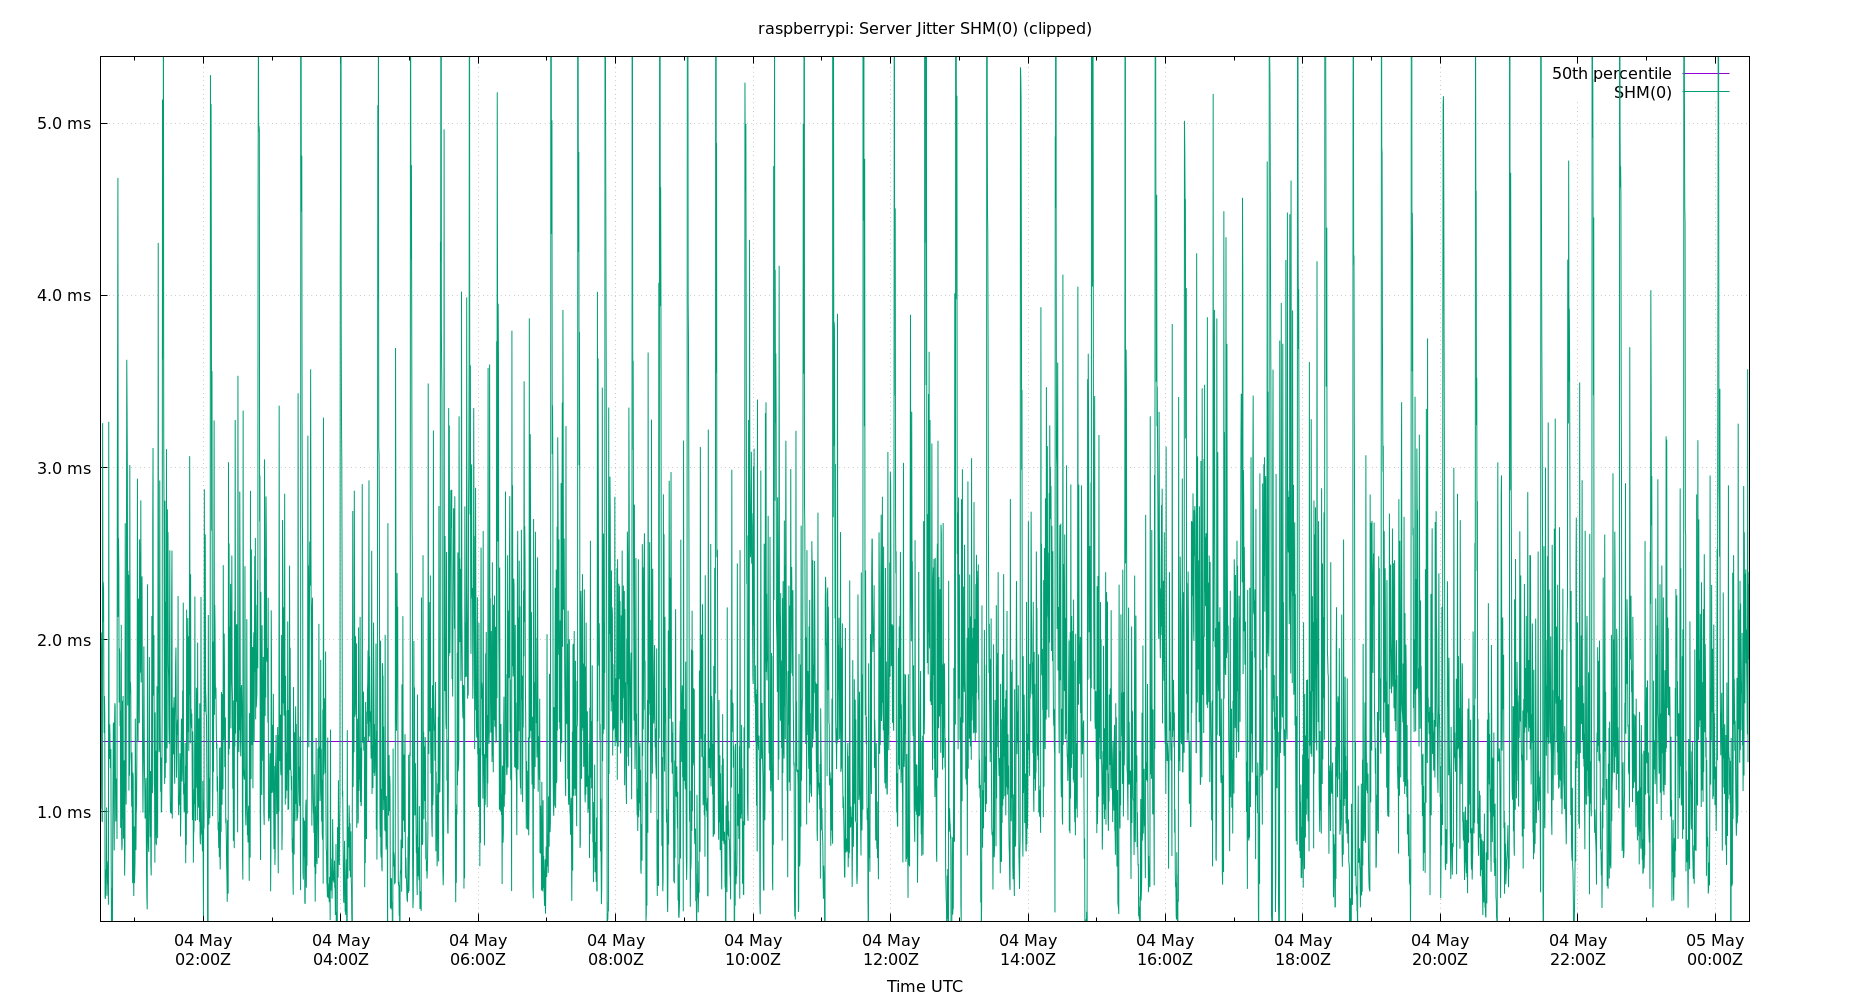 raspberrypi: Server Jitter SHM(0) (clipped)
50th percentile
SHM(0)
5.0 ms
4.0 ms
3.0 ms
2.0 ms
1.0 ms
04 May 04 May 04 May 04 May 04 May 04 May 04 May 04 May 04 May 04 May 04 May 05 May
02:00Z 04:00Z 06:00Z 08:00Z 10:00Z 12:00Z 14:00Z 16:00Z 18:00Z 20:00Z 22:00Z 00:00Z
Time UTC